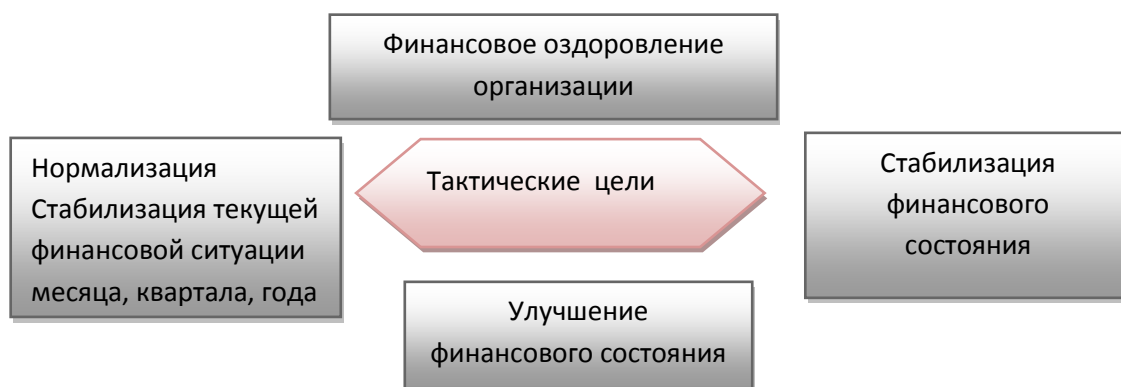 Финансовое оздоровление
организации
Нормализация
Стабилизация текущей
финансовой ситуации
месяца, квартала, года
Тактические цели
Стабилизация
финансового
состояния
Улучшение
финансового состояния